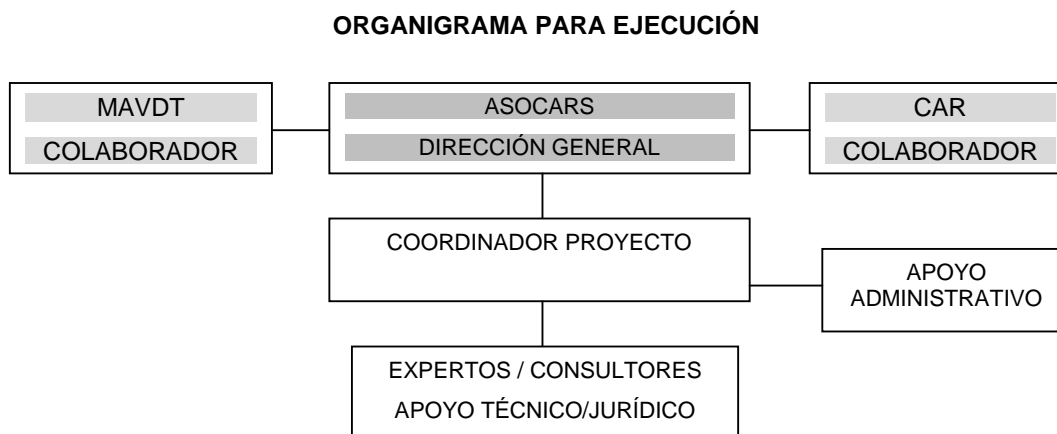 ORGANIGRAMA PARA EJECUCIÓN
MAVDT
COLABORADOR
ASOCARS
DIRECCIÓN GENERAL
CAR
COLABORADOR
COORDINADOR PROYECTO
APOYO
ADMINISTRATIVO
EXPERTOS / CONSULTORES
APOYO TÉCNICO/JURÍDICO